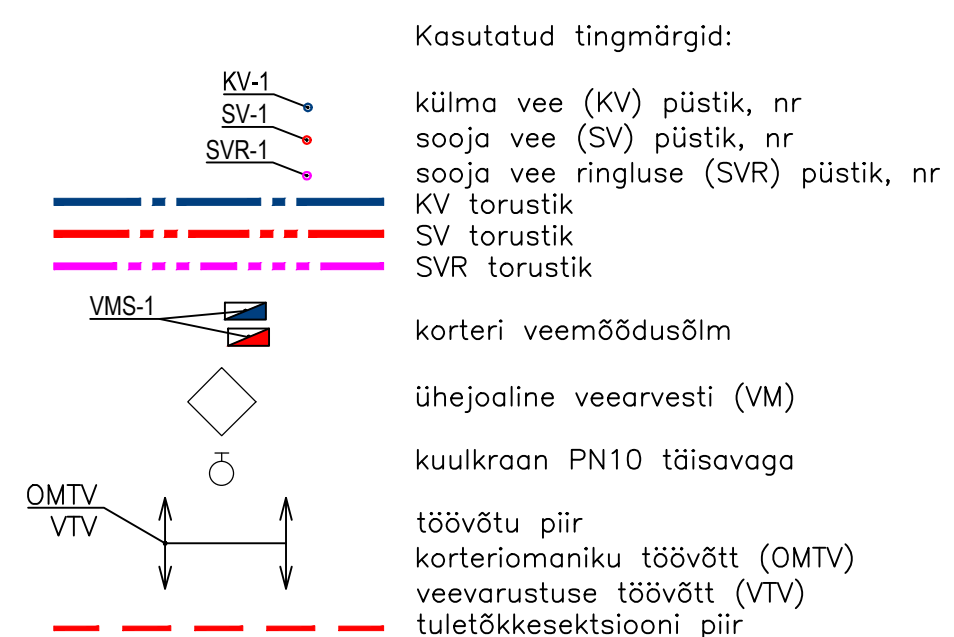 Kasutatud tingmärgid:
KV-1
külma vee (KV) püstik, nr
SV-1
sooja vee (SV) püstik, nr
SVR-1
sooja vee ringluse (SVR) püstik, nr
KV torustik
SV torustik
SVR torustik
VMS-1
korteri veemõõdusõlm
ühejoaline veearvesti (VM)
kuulkraan PN10 täisavaga
OMTV
VTV
töövõtu piir
korteriomaniku töövõtt (OMTV)
veevarustuse töövõtt (VTV)
tuletõkkesektsiooni piir